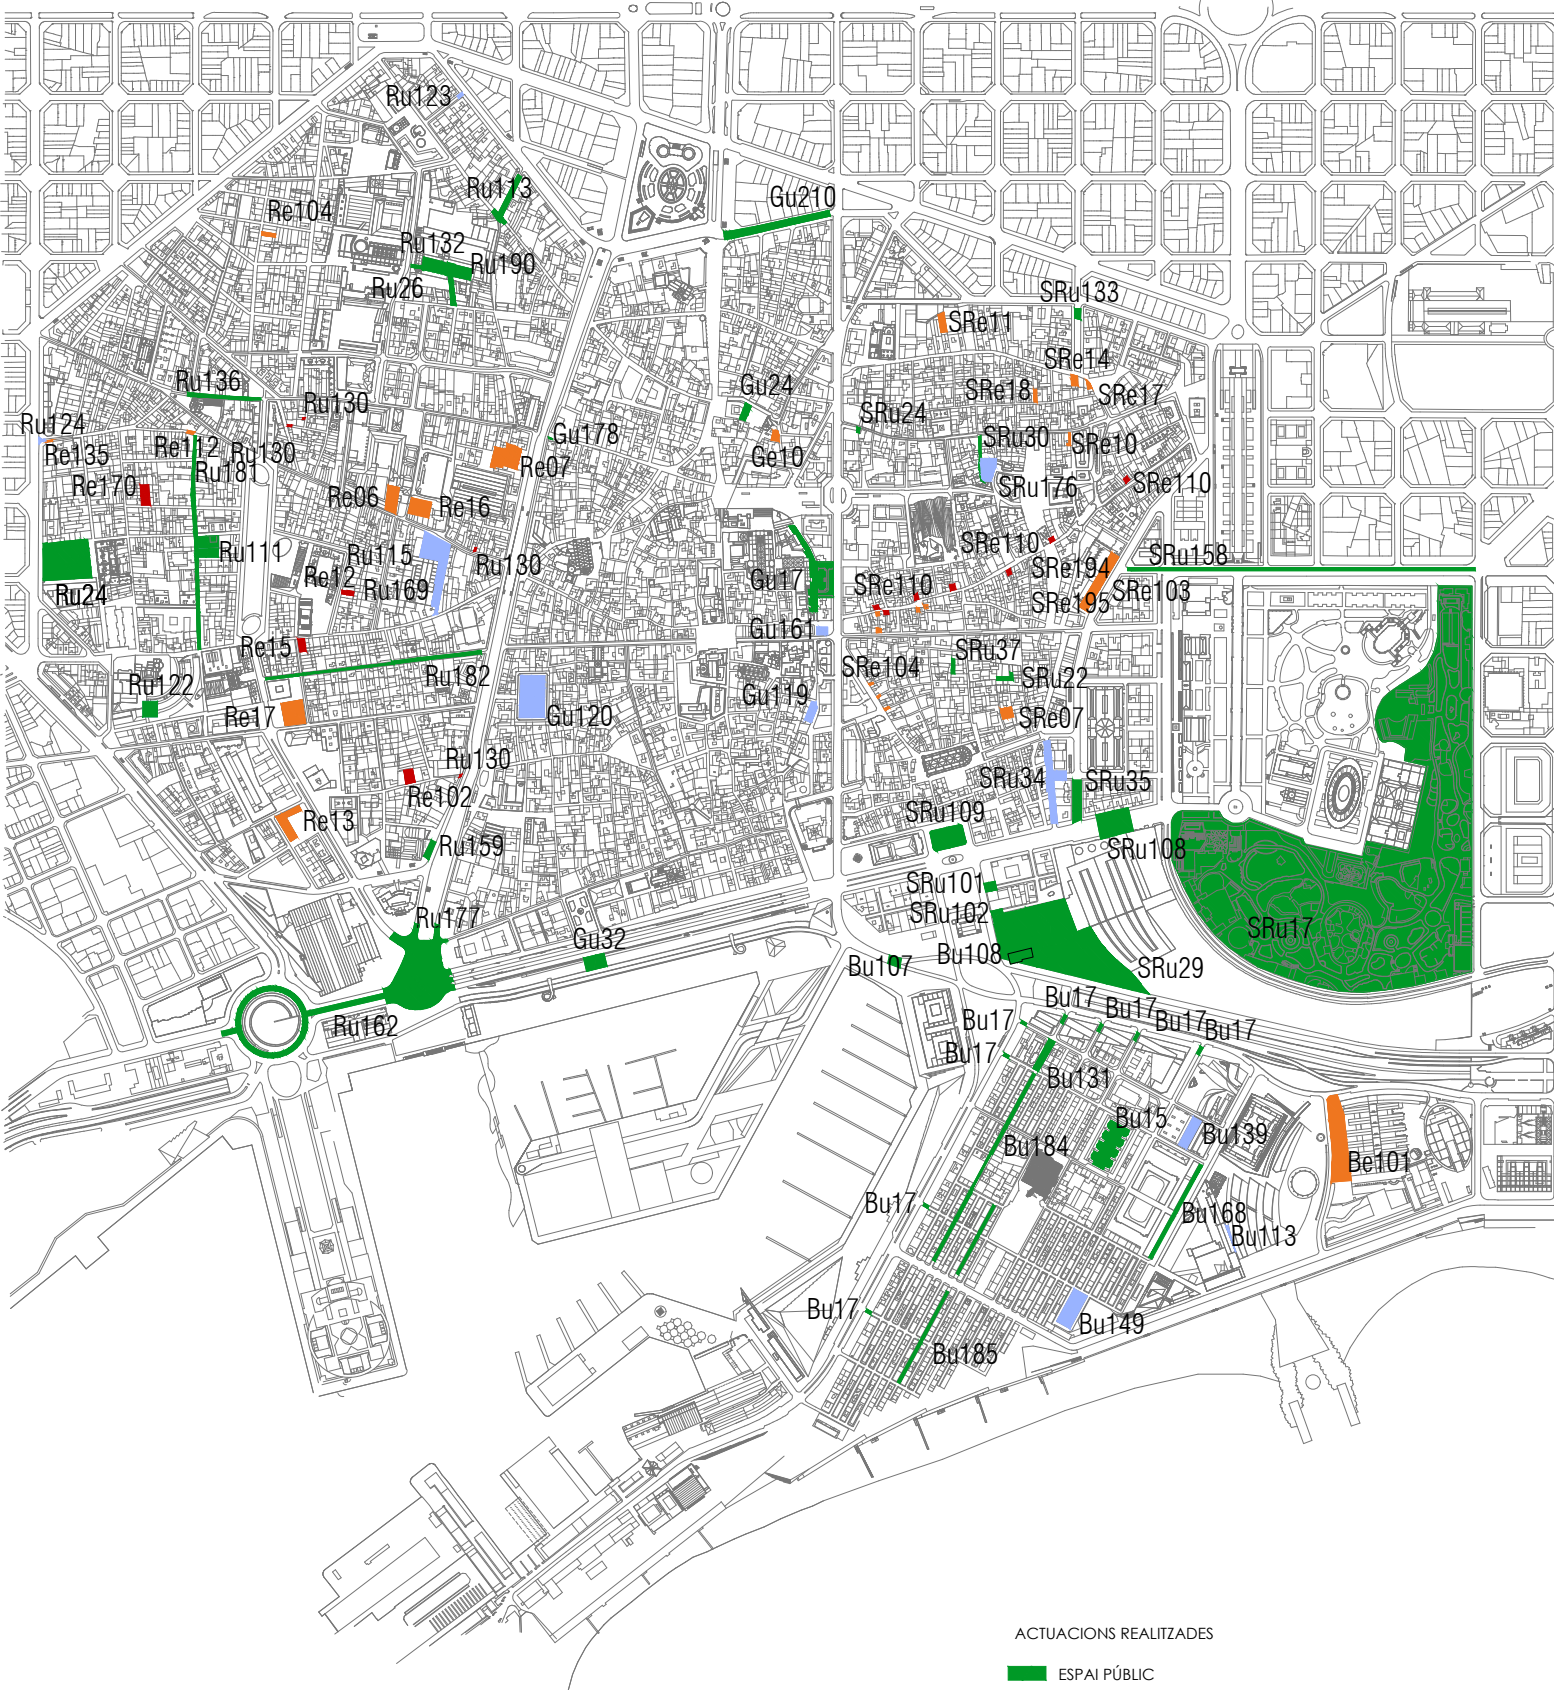 Ru123
Ru113
Gu210
Re104
Ru132
Ru190
Ru26
SRu133
SRe11
SRe14
Ru136
Ru130
Gu24
SRe18
SRe17
SRu24
Ru124
Re135
Re112
Ru130
Gu178
Ge10
SRu30
SRe10
Re07
Ru181
Re170
Re06
Re16
SRu176
SRe110
Ru111
Ru115
Ru130
SRe110
SRu158
Re12
Ru169
Gu17
SRe110
SRe194
SRe103
Ru24
SRe195
Gu161
Re15
SRu37
SRe104
Ru182
SRu22
Ru122
Gu119
Re17
Gu120
SRe07
Ru130
SRu34
SRu35
Re102
Re13
SRu109
Ru159
SRu108
SRu101
SRu102
Ru177
SRu17
Gu32
Bu108
Bu107
SRu29
Bu17
Bu17
Bu17
Bu17
Bu17
Ru162
Bu17
Bu131
Bu15
Bu139
Bu184
Be101
Bu17
Bu168
Bu113
Bu17
Bu149
Bu185
ACTUACIONS REALITZADES
ESPAI PÚBLIC